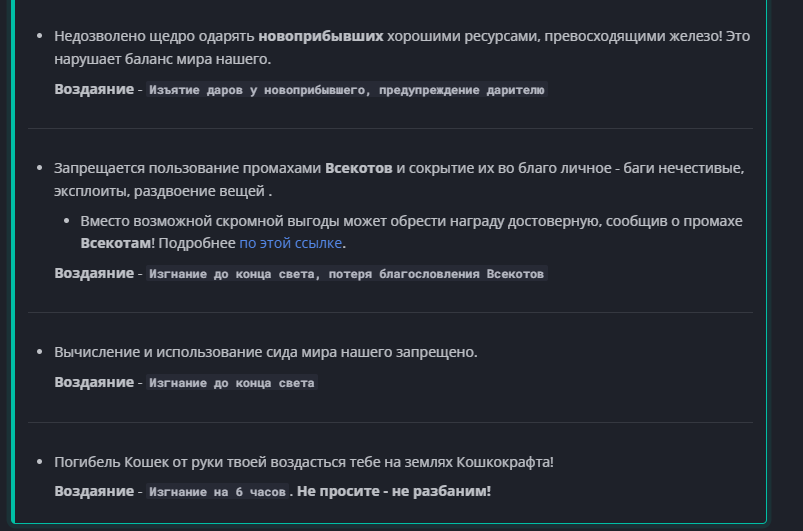 Недозволено щедро одарять новоприбывших хорошими ресурсами, превосходящими железо! Это
нарушает баланс мира нашего.
Воздаяние - Изъятие даров у новоприбывшего, предупреждение дарителю
Запрещается пользование промахами Всекотов и сокрытие их во благо личное - баги нечестивые,
эксплоиты, раздвоение вещей .
Вместо возможной скромной выгоды может обрести награду достоверную, сообщив о промахе
Всекотам! Подробнее по этой ссылке.
Воздаяние - Изгнание до конца света, потеря благословления Всекотов
Вычисление и использование сида мира нашего запрещено.
Воздаяние - Изгнание до конца света
Погибель Кошек от руки твоей воздасться тебе на землях Кошкокрафта!
Воздаяние - Изгнание на 6 часов. Не просите - не разбаним!